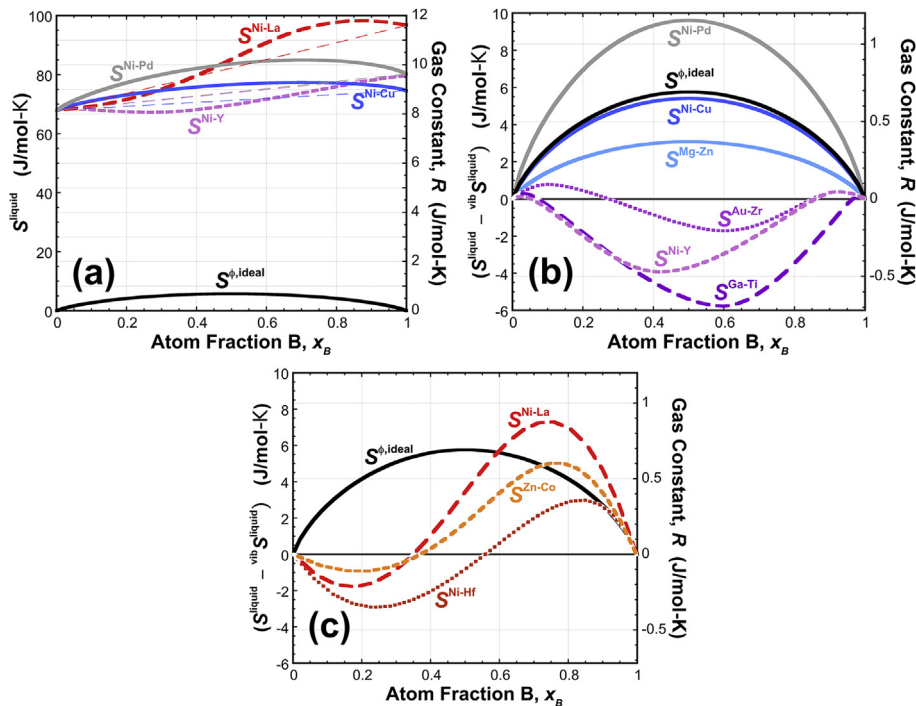 100
80
60
40
20
0
S^liquid (J/mol-K)
S^Ni-La
S^Ni-Pd
S^Ni-Cu
S^Ni-Y
S^ϕ,ideal
(a)
12
10
8
6
4
2
0
Gas Constant, R (J/mol-K)
0 0.2 0.4 0.6 0.8 1
Atom Fraction B, x_B
10
8
6
4
2
0
-2
-4
-6
(S^liquid – ^vib S^liquid) (J/mol-K)
S^Ni-Pd
S^ϕ,ideal
S^Ni-Cu
S^Mg-Zn
S^Au-Zr
S^Ni-Y
S^Ga-Ti
(b)
1
0.5
0
-0.5
Gas Constant, R (J/mol-K)
0 0.2 0.4 0.6 0.8 1
Atom Fraction B, x_B
10
8
6
4
2
0
-2
-4
-6
(S^liquid – ^vib S^liquid) (J/mol-K)
S^Ni-La
S^ϕ,ideal
S^Zn-Co
S^Ni-Hf
(c)
1
0.5
0
-0.5
Gas Constant, R (J/mol-K)
0 0.2 0.4 0.6 0.8 1
Atom Fraction B, x_B